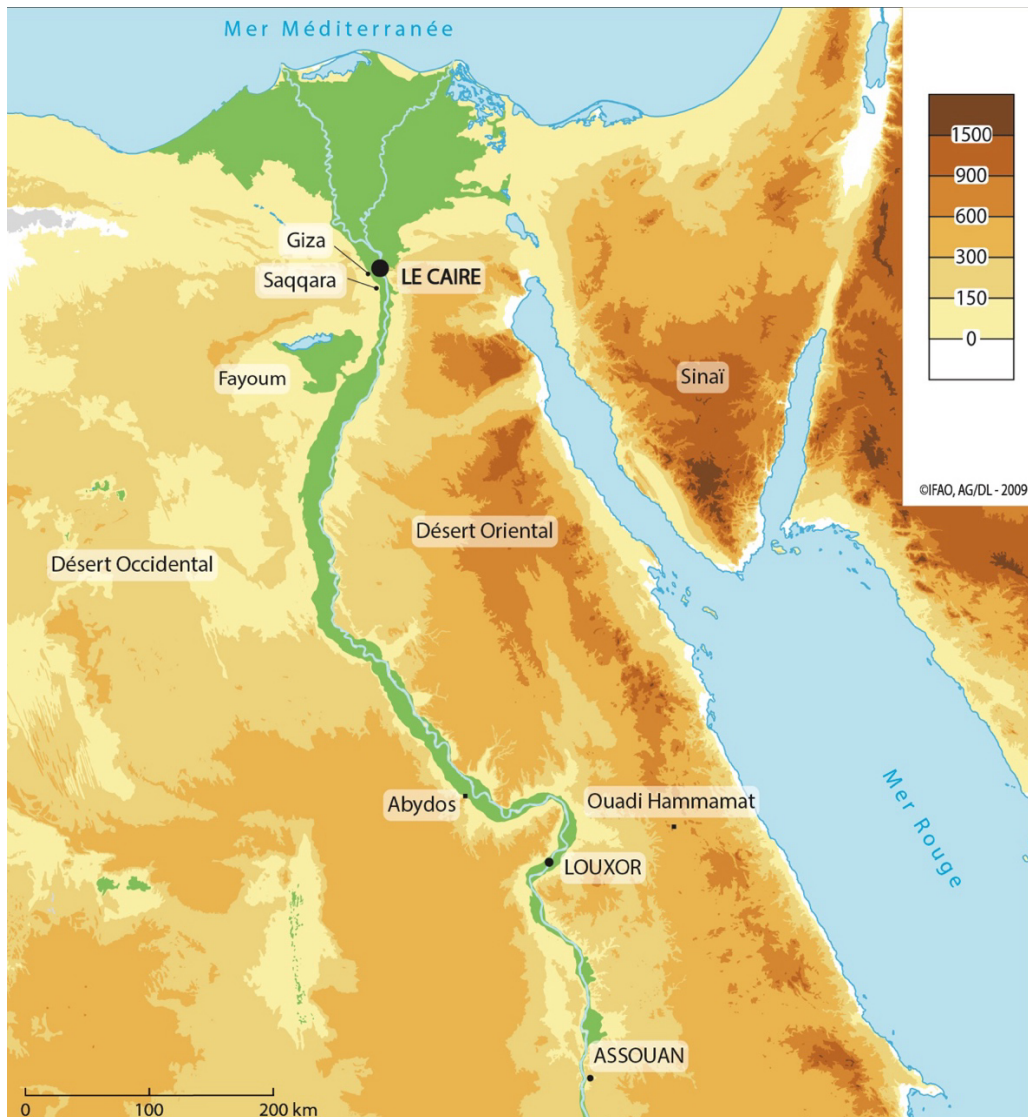 Mer Méditerranée
1500
900
600
300
150
0
Giza
Saqqara
LE CAIRE
Fayoum
Sinaï
©IFAO, AG/DL - 2009
Désert Oriental
Désert Occidental
Abydos
Ouadi Hammamat
Mer Rouge
LOUXOR
ASSOUAN
0 100 200 km